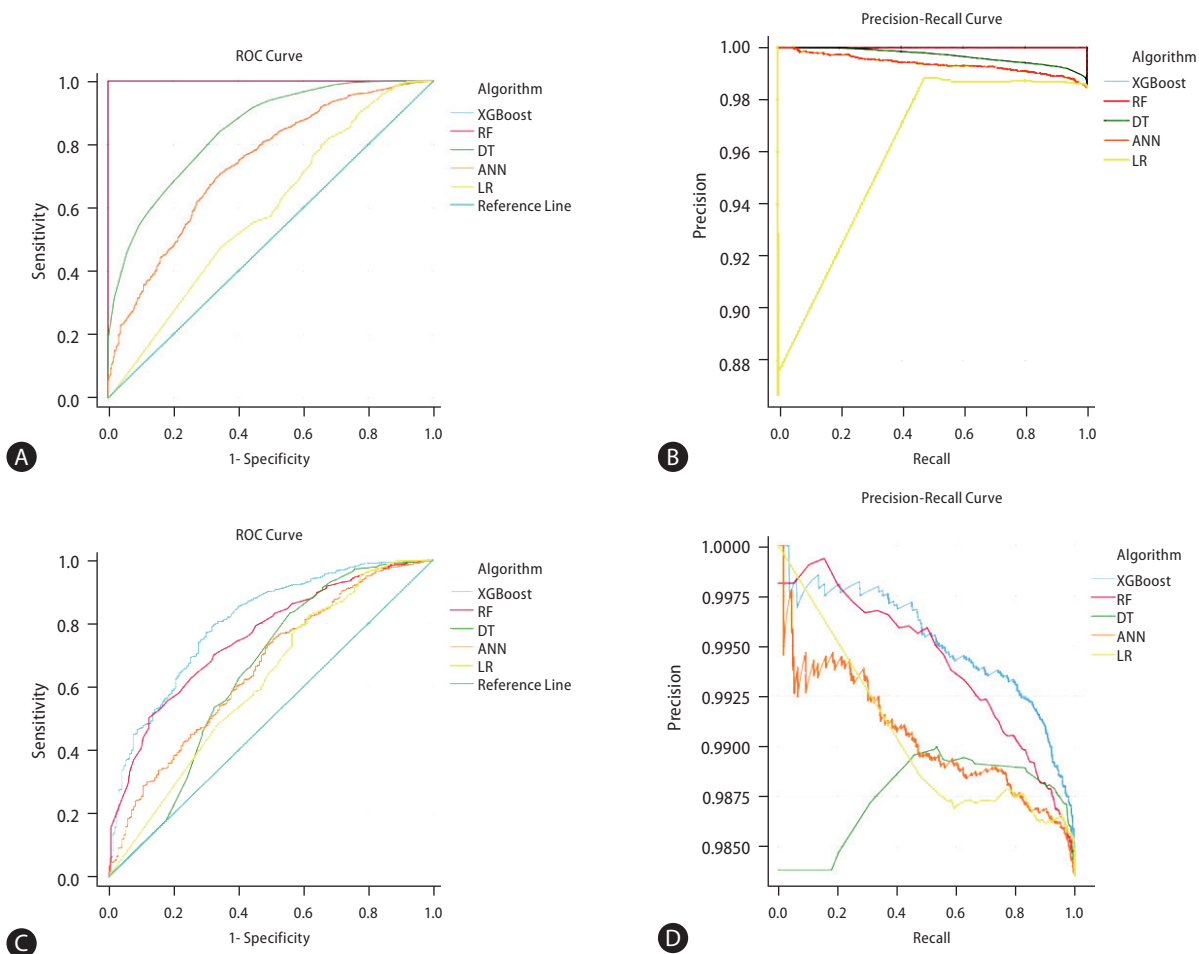 ROC Curve
1.0
0.8
0.6
0.4
0.2
0.0
Sensitivity
0.0 0.2 0.4 0.6 0.8 1.0
1- Specificity
Algorithm
XGBoost
RF
DT
ANN
LR
Reference Line
A
Precision-Recall Curve
1.00
0.98
0.96
0.94
0.92
0.90
0.88
Precision
0.0 0.2 0.4 0.6 0.8 1.0
Recall
Algorithm
XGBoost
RF
DT
ANN
LR
B
ROC Curve
1.0
0.8
0.6
0.4
0.2
0.0
Sensitivity
0.0 0.2 0.4 0.6 0.8 1.0
1- Specificity
Algorithm
XGBoost
RF
DT
ANN
LR
Reference Line
C
Precision-Recall Curve
1.0000
0.9975
0.9950
0.9925
0.9900
0.9875
0.9850
Precision
0.0 0.2 0.4 0.6 0.8 1.0
Recall
Algorithm
XGBoost
RF
DT
ANN
LR
D